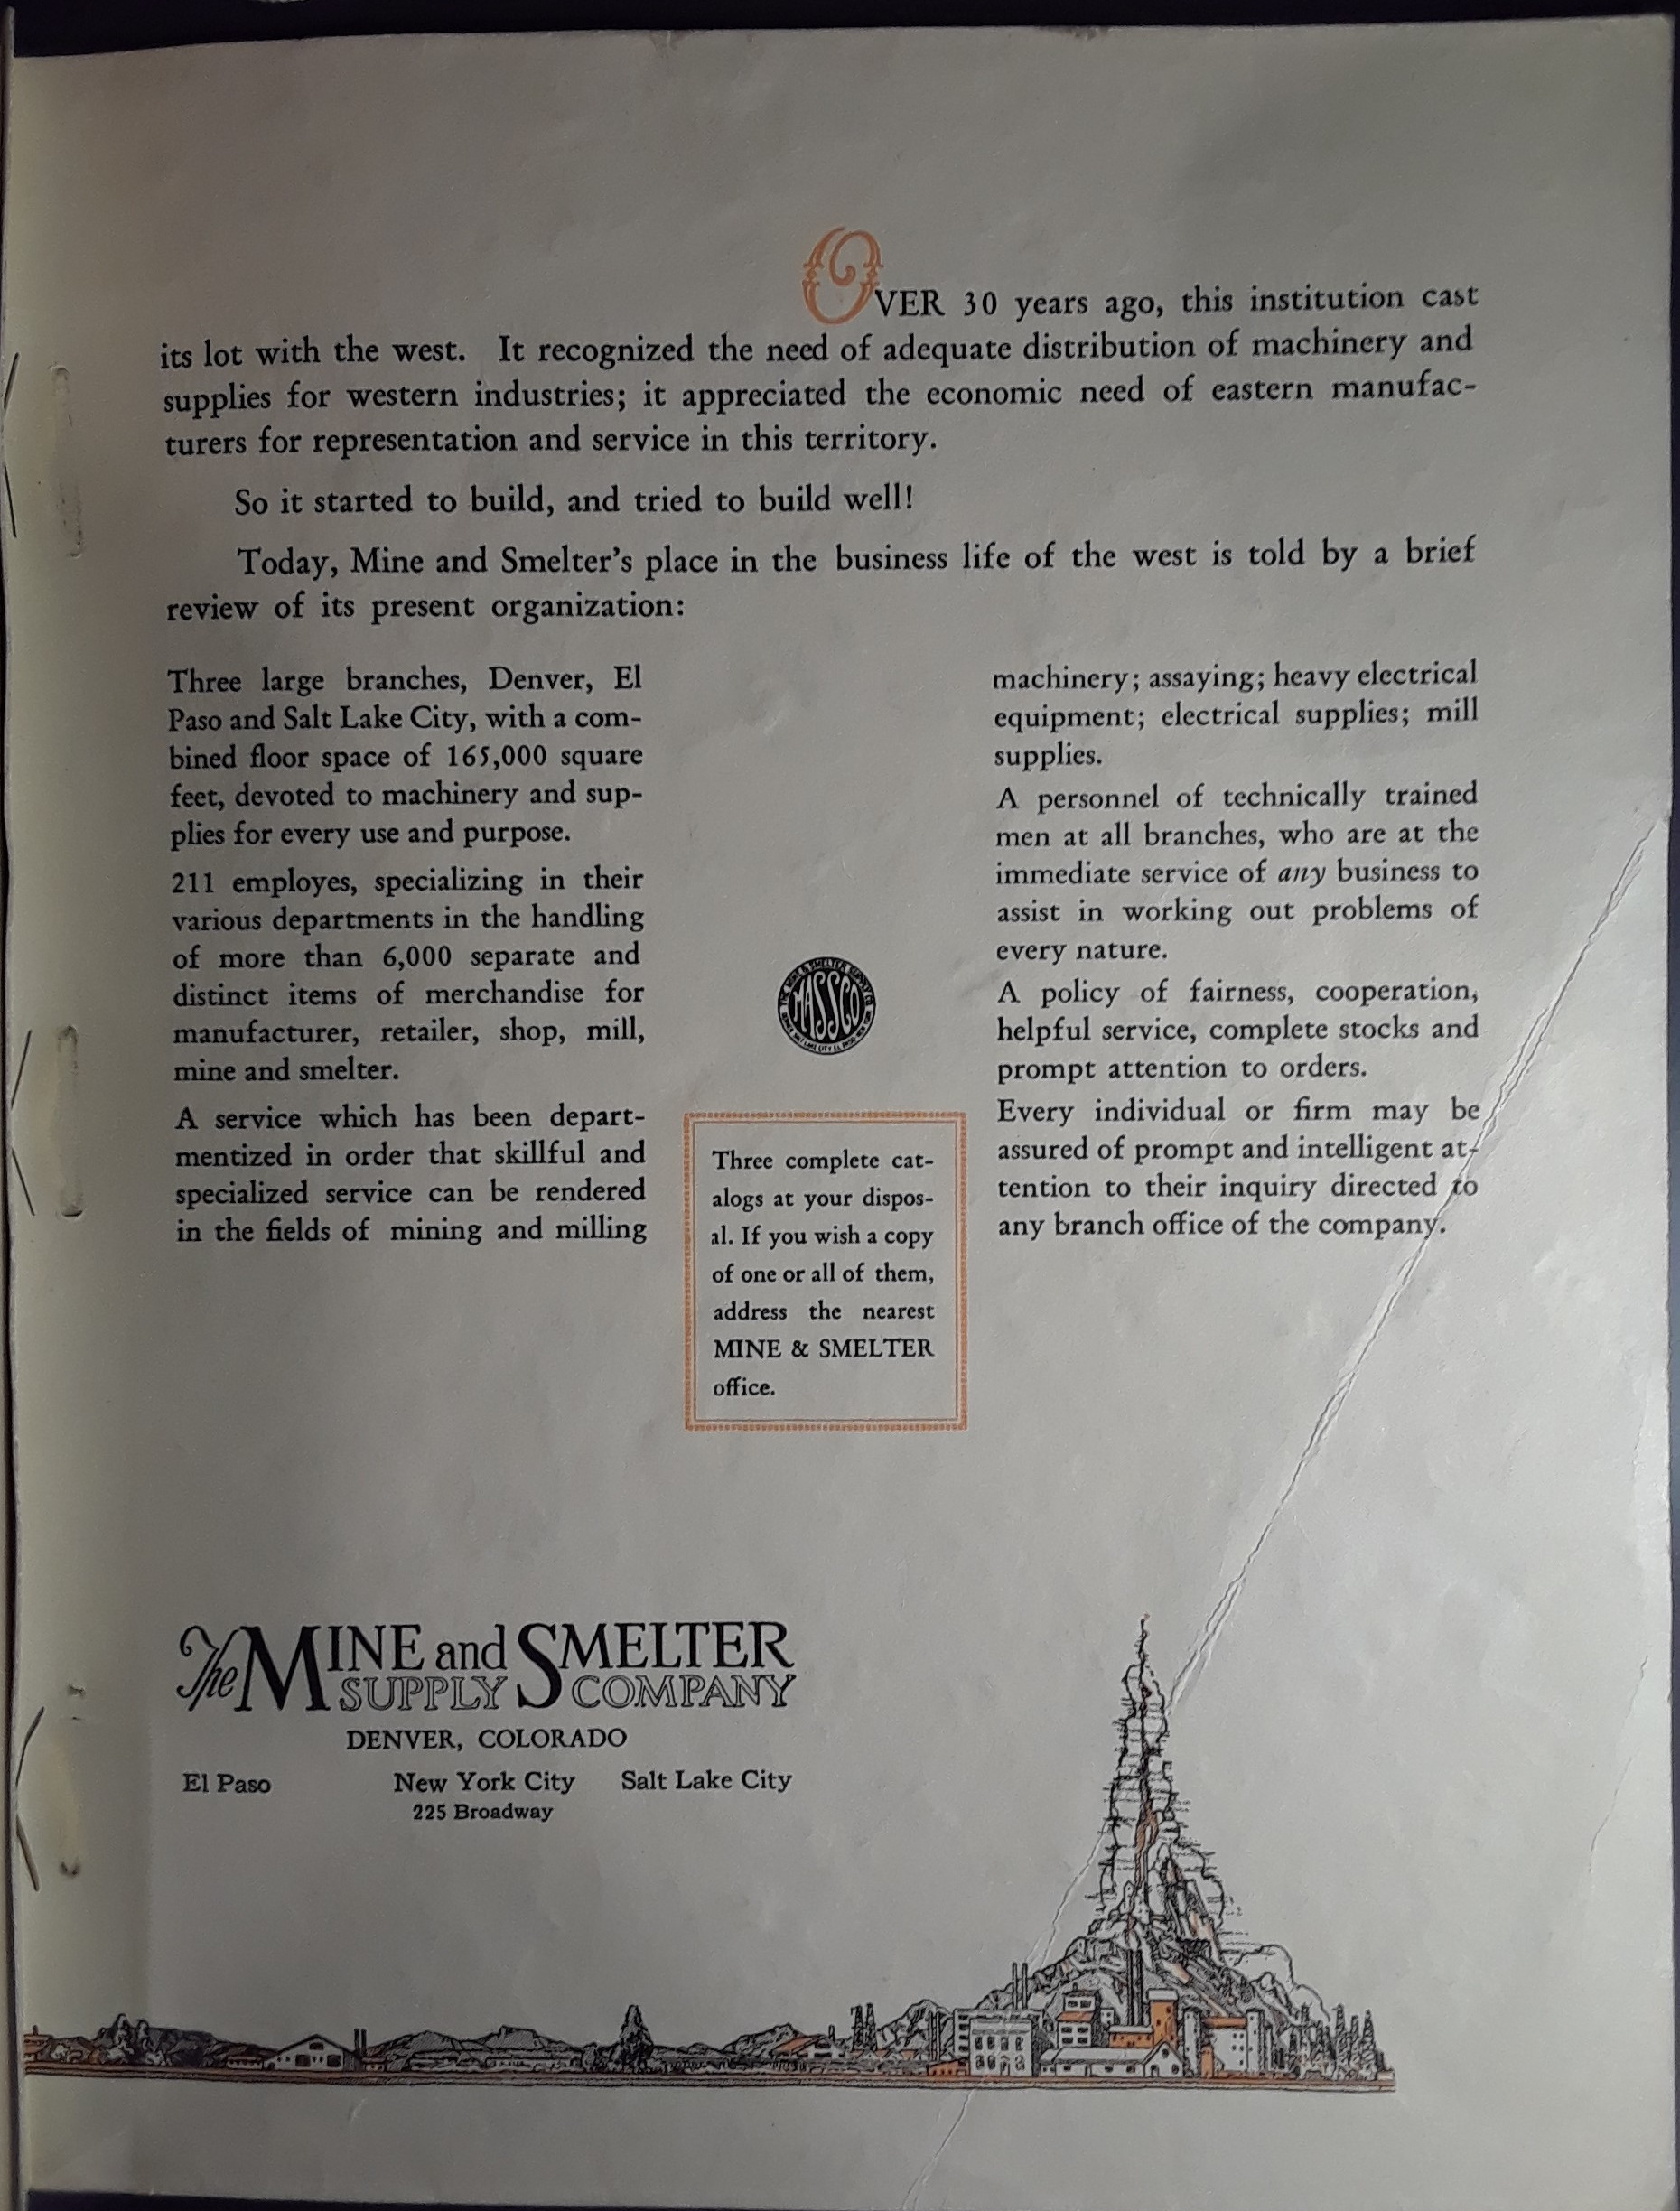 OVER 30 years ago, this institution cast
its lot with the west. It recognized the need of adequate distribution of machinery and
supplies for western industries; it appreciated the economic need of eastern manufac-
turers for representation and service in this territory.
So it started to build, and tried to build well!
Today, Mine and Smelter's place in the business life of the west is told by a brief
review of its present organization:
Three large branches, Denver, El
Paso and Salt Lake City, with a com-
bined floor space of 165,000 square
feet, devoted to machinery and sup-
plies for every use and purpose.
211 employes, specializing in their
various departments in the handling
of more than 6,000 separate and
distinct items of merchandise for
manufacturer, retailer, shop, mill,
mine and smelter.
A service which has been depart-
mentized in order that skillful and
specialized service can be rendered
in the fields of mining and milling
machinery; assaying; heavy electrical
equipment; electrical supplies; mill
supplies.
A personnel of technically trained
men at all branches, who are at the
immediate service of any business to
assist in working out problems of
every nature.
A policy of fairness, cooperation,
helpful service, complete stocks and
prompt attention to orders.
Every individual or firm may be
assured of prompt and intelligent at-
tention to their inquiry directed to
any branch office of the company.
THE MINE & SMELTER SUPPLY CO.
MASSCO
SALT LAKE CITY EL PASO NEW YORK
Three complete cat-
alogs at your dispos-
al. If you wish a copy
of one or all of them,
address the nearest
MINE & SMELTER
office.
The MINE and SMELTER
SUPPLY COMPANY
DENVER, COLORADO
El Paso New York City Salt Lake City
225 Broadway